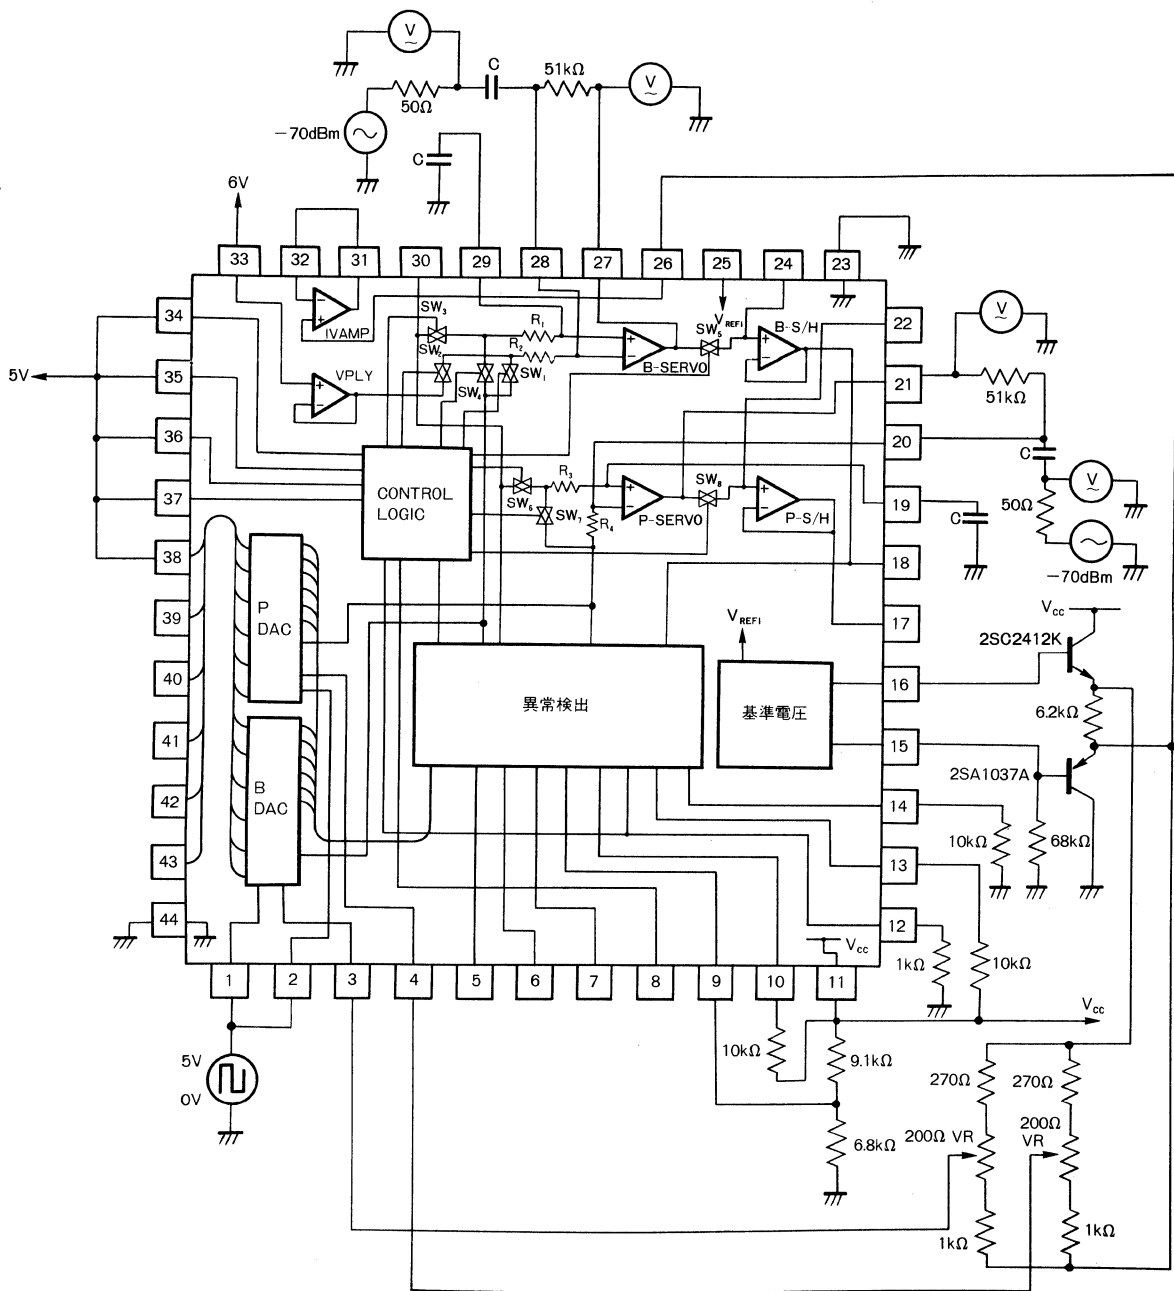 V
~
C
51kΩ
V
~
50Ω
−70dBm
C
6V
33
32
31
30
29
28
27
26
25
24
23
34
SW₃
R₁
VREF1
SW₅
B-S/H
22
IVAMP
SW₂
R₂
V
~
5V
35
VPLY
SW₄
SW₁
B-SERVO
21
51kΩ
36
20
C
CONTROL
LOGIC
R₃
SW₈
V
~
37
SW₆
SW₇
R₄
P-SERVO
P-S/H
19
C
50Ω
38
18
−70dBm
P
DAC
39
VREF1
17
VCC
2SC2412K
40
異常検出
基準電圧
16
6.2kΩ
41
15
B
DAC
2SA1037A
42
14
10kΩ
68kΩ
43
13
44
12
VCC
1kΩ
10kΩ
1
2
3
4
5
6
7
8
9
10
11
VCC
10kΩ
9.1kΩ
5V
0V
270Ω
270Ω
6.8kΩ
200Ω VR
200Ω
VR
1kΩ
1kΩ